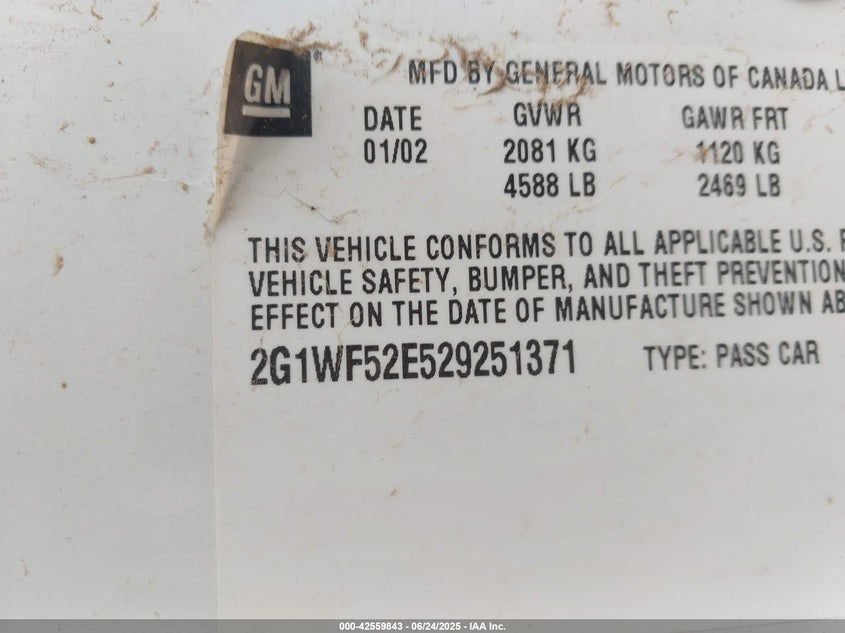 GM®
MFD BY GENERAL MOTORS OF CANADA L
DATE GVWR GAWR FRT
01/02 2081 KG 1120 KG
4588 LB 2469 LB
THIS VEHICLE CONFORMS TO ALL APPLICABLE U.S. F
VEHICLE SAFETY, BUMPER, AND THEFT PREVENTION
EFFECT ON THE DATE OF MANUFACTURE SHOWN AB
2G1WF52E529251371 TYPE: PASS CAR
000-42559843 / 06/24/2025 - IAA Inc.